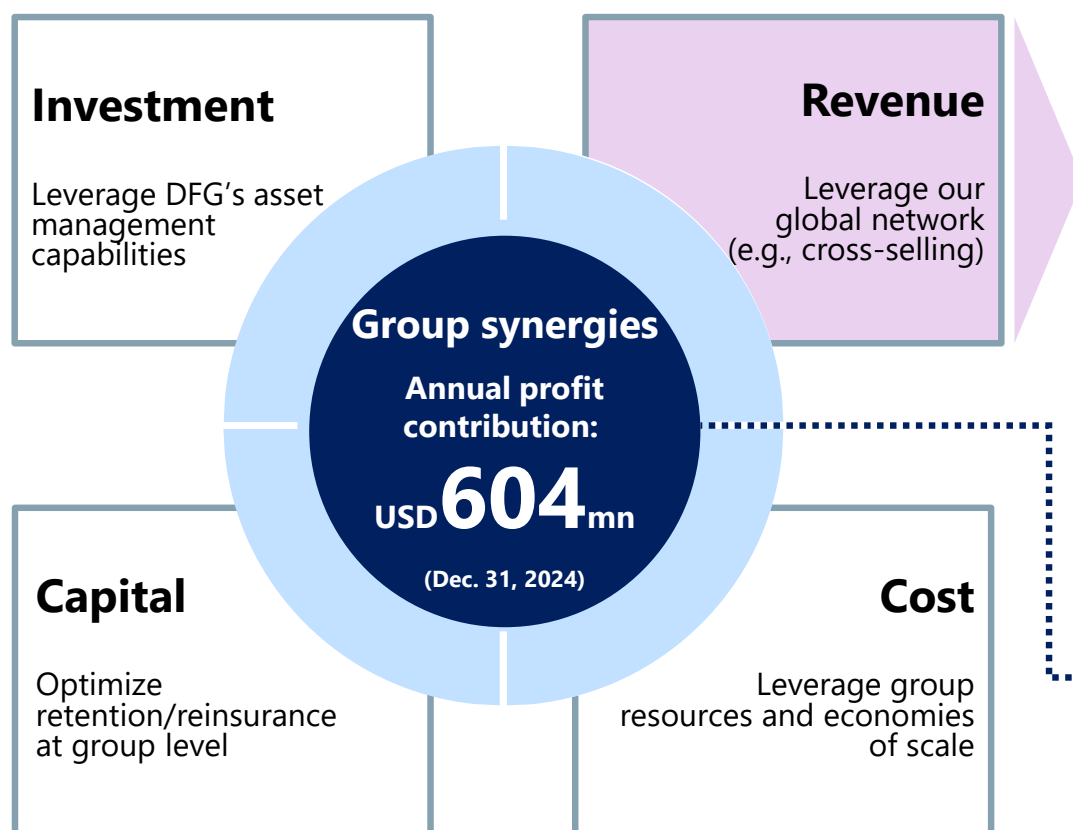 Investment
Leverage DFG’s asset
management
capabilities
Revenue
Leverage our
global network
(e.g., cross-selling)
Group synergies
Annual profit
contribution:
USD604mn
(Dec. 31, 2024)
Capital
Optimize
retention/reinsurance
at group level
Cost
Leverage group
resources and economies
of scale